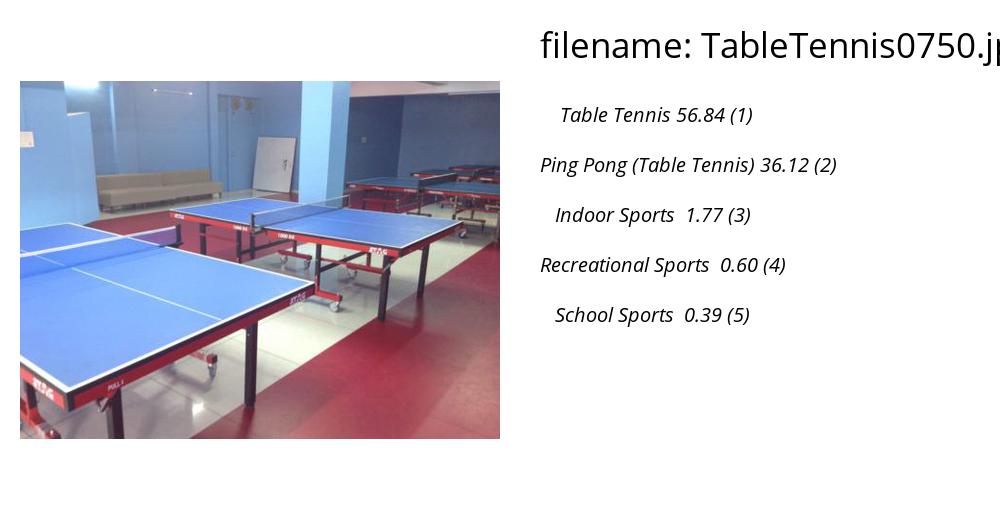 filename: TableTennis0750.j
Table Tennis 56.84 (1)
Ping Pong (Table Tennis) 36.12 (2)
Indoor Sports 1.77 (3)
Recreational Sports 0.60 (4)
School Sports 0.39 (5)
STAG
STAG
STAG